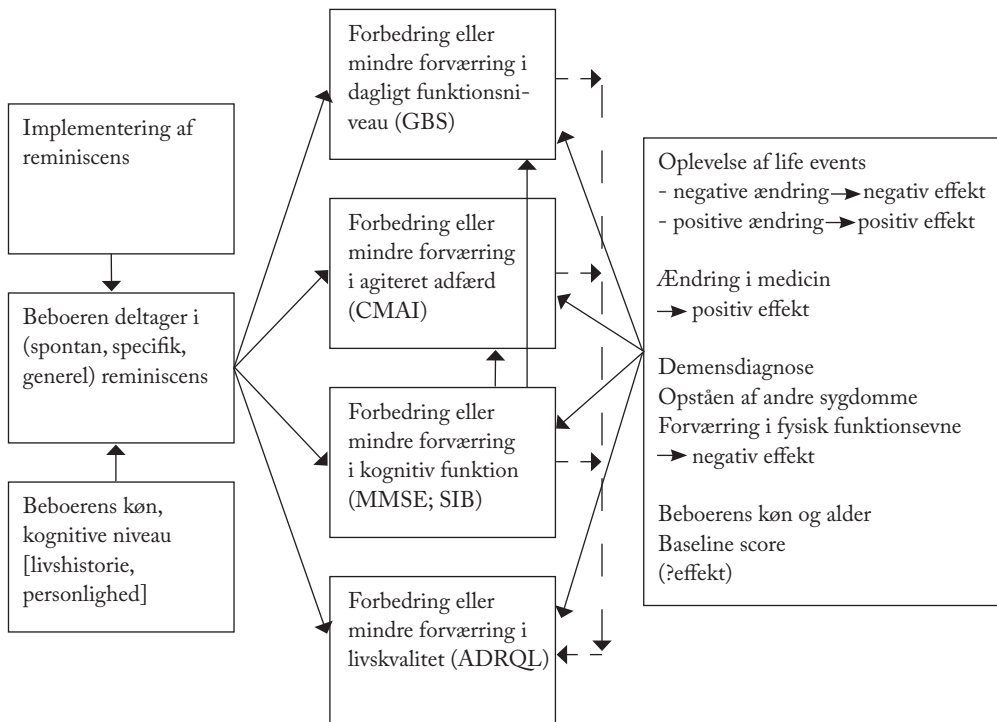 Implementering af
reminiscens
Beboeren deltager i
(spontan, specifik,
generel) reminiscens
Beboerens køn,
kognitive niveau
[livshistorie,
personlighed]
Forbedring eller
mindre forværring i
dagligt funktionsni-
veau (GBS)
Forbedring eller
mindre forværring
i agiteret adfærd
(CMAI)
Forbedring eller
mindre forværring
i kognitiv funktion
(MMSE; SIB)
Forbedring eller
mindre forværring i
livskvalitet (ADRQL)
Oplevelse af life events
- negative ændring → negativ effekt
- positive ændring → positiv effekt
Ændring i medicin
→ positiv effekt
Demensdiagnose
Opståen af andre sygdomme
Forværring i fysisk funktionsevne
→ negativ effekt
Beboerens køn og alder
Baseline score
(?effekt)